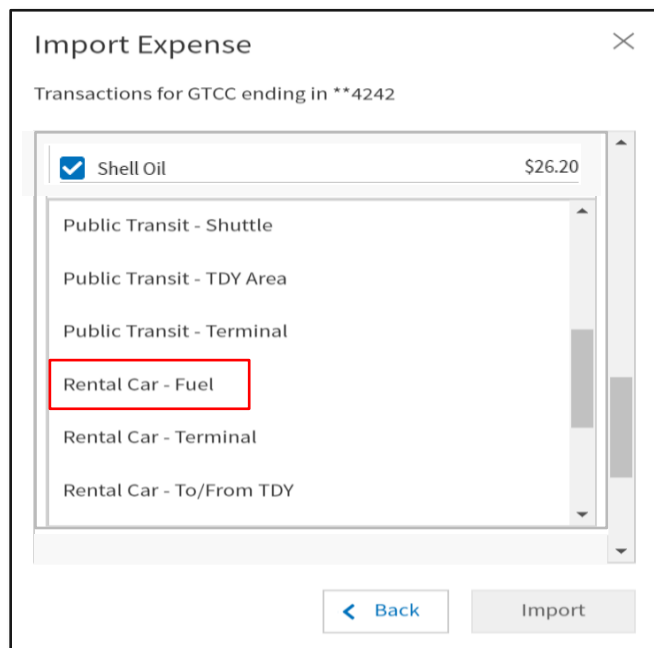 Import Expense
Transactions for GTCC ending in **4242
Shell Oil $26.20
Public Transit - Shuttle
Public Transit - TDY Area
Public Transit - Terminal
Rental Car - Fuel
Rental Car - Terminal
Rental Car - To/From TDY
Back Import